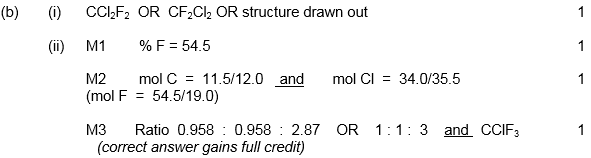 (b) (i) CCl₂F₂ OR CF₂Cl₂ OR structure drawn out 1
(ii) M1 % F = 54.5 1
M2 mol C = 11.5/12.0 and mol Cl = 34.0/35.5 1
(mol F = 54.5/19.0)
M3 Ratio 0.958 : 0.958 : 2.87 OR 1 : 1 : 3 and CClF₃ 1
(correct answer gains full credit)